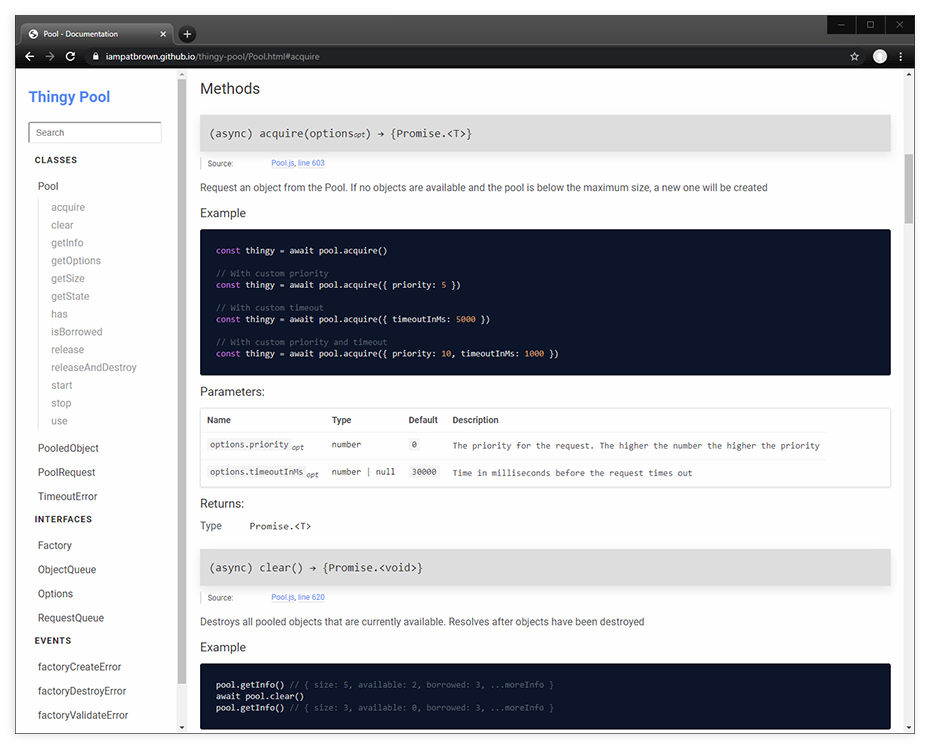 Pool - Documentation
iampatbrown.github.io/thingy-pool/Pool.html#acquire
Thingy Pool
Search
CLASSES
Pool
acquire
clear
getInfo
getOptions
getSize
getState
has
isBorrowed
release
releaseAndDestroy
start
stop
use
PooledObject
PoolRequest
TimeoutError
INTERFACES
Factory
ObjectQueue
Options
RequestQueue
EVENTS
factoryCreateError
factoryDestroyError
factoryValidateError
Methods
(async) acquire(optionsopt) → {Promise.<T>}
Source: Pool.js, line 603
Request an object from the Pool. If no objects are available and the pool is below the maximum size, a new one will be created
Example
const thingy = await pool.acquire()
// With custom priority
const thingy = await pool.acquire({ priority: 5 })
// With custom timeout
const thingy = await pool.acquire({ timeoutInMs: 5000 })
// With custom priority and timeout
const thingy = await pool.acquire({ priority: 10, timeoutInMs: 1000 })
Parameters:
Name Type Default Description
options.priority opt number 0 The priority for the request. The higher the number the higher the priority
options.timeoutInMs opt number | null 30000 Time in milliseconds before the request times out
Returns:
Type Promise.<T>
(async) clear() → {Promise.<void>}
Source: Pool.js, line 620
Destroys all pooled objects that are currently available. Resolves after objects have been destroyed
Example
pool.getInfo() // { size: 5, available: 2, borrowed: 3, ...moreInfo }
await pool.clear()
pool.getInfo() // { size: 3, available: 0, borrowed: 3, ...moreInfo }